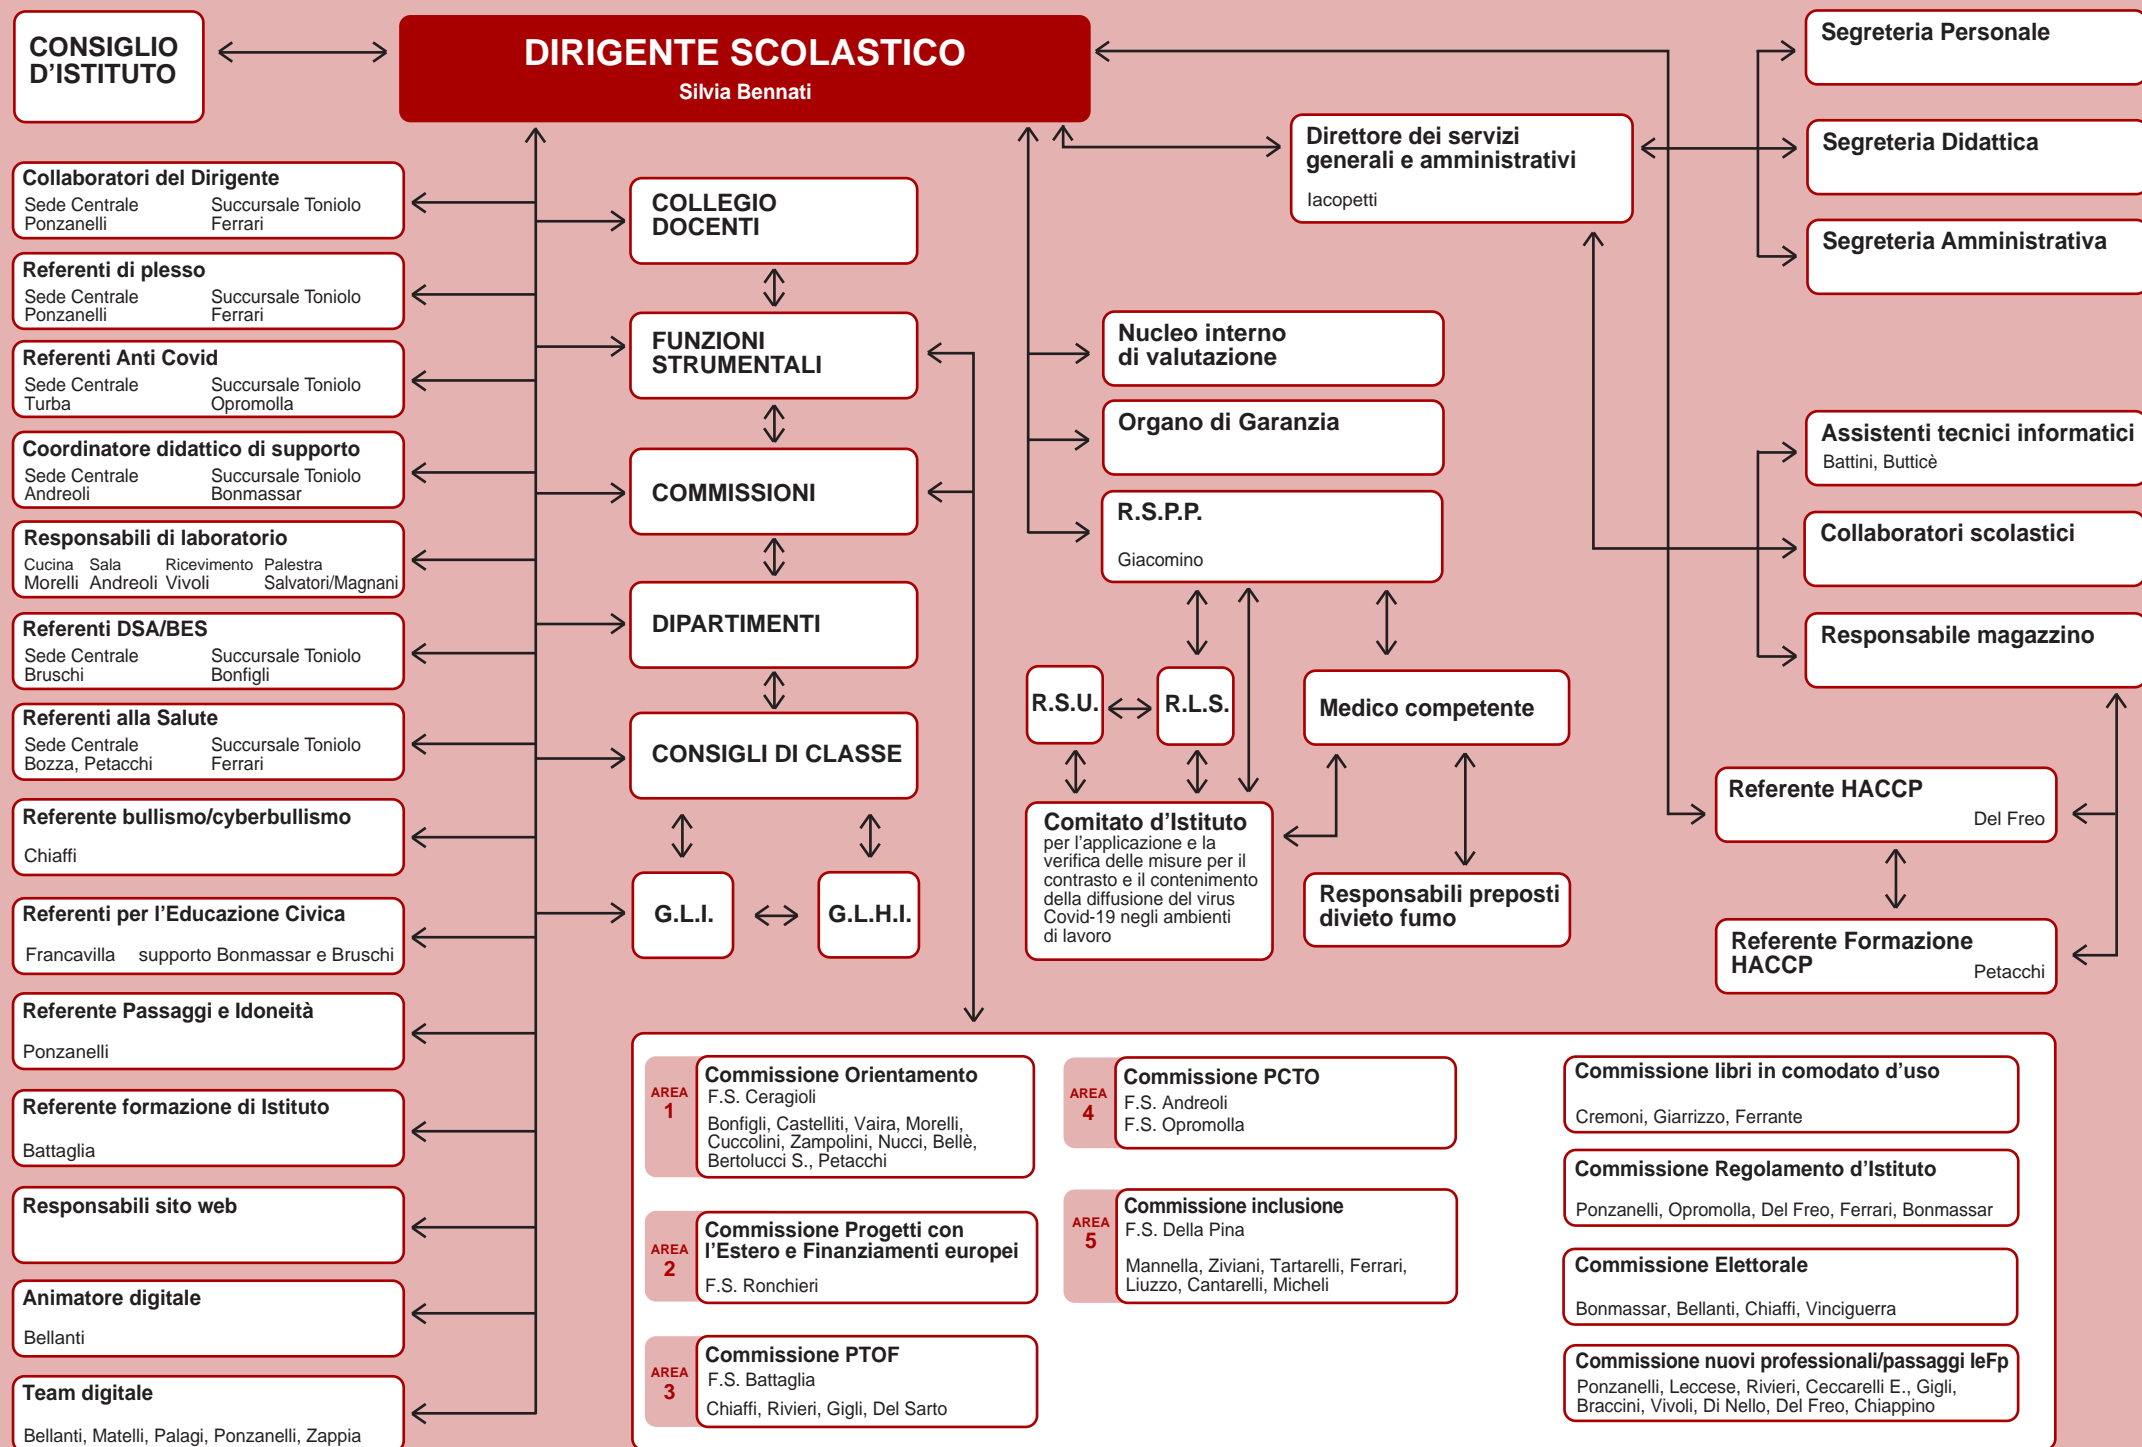 CONSIGLIO
D'ISTITUTO
DIRIGENTE SCOLASTICO
Silvia Bennati
Collaboratori del Dirigente
Sede Centrale Succursale Toniolo
Ponzanelli Ferrari
Referenti di plesso
Sede Centrale Succursale Toniolo
Ponzanelli Ferrari
Referenti Anti Covid
Sede Centrale Succursale Toniolo
Turba Opromolla
Coordinatore didattico di supporto
Sede Centrale Succursale Toniolo
Andreoli Bonmassar
Responsabili di laboratorio
Cucina Sala Ricevimento Palestra
Morelli Andreoli Vivoli Salvatori/Magnani
Referenti DSA/BES
Sede Centrale Succursale Toniolo
Bruschi Bonfigli
Referenti alla Salute
Sede Centrale Succursale Toniolo
Bozza, Petacchi Ferrari
Referente bullismo/cyberbullismo
Chiaffi
Referenti per l'Educazione Civica
Francavilla supporto Bonmassar e Bruschi
Referente Passaggi e Idoneità
Ponzanelli
Referente formazione di Istituto
Battaglia
Responsabili sito web
Animatore digitale
Bellanti
Team digitale
Bellanti, Matelli, Palagi, Ponzanelli, Zappia
COLLEGIO
DOCENTI
FUNZIONI
STRUMENTALI
COMMISSIONI
DIPARTIMENTI
CONSIGLI DI CLASSE
G.L.I.
G.L.H.I.
Direttore dei servizi
generali e amministrativi
Iacopetti
Nucleo interno
di valutazione
Organo di Garanzia
R.S.P.P.
Giacomino
R.S.U.
R.L.S.
Medico competente
Comitato d'Istituto
per l'applicazione e la
verifica delle misure per il
contrasto e il contenimento
della diffusione del virus
Covid-19 negli ambienti
di lavoro
Responsabili preposti
divieto fumo
Segreteria Personale
Segreteria Didattica
Segreteria Amministrativa
Assistenti tecnici informatici
Battini, Butticè
Collaboratori scolastici
Responsabile magazzino
Referente HACCP
Del Freo
Referente Formazione
HACCP Petacchi
AREA
1
Commissione Orientamento
F.S. Ceragioli
Bonfigli, Castelliti, Vaira, Morelli,
Cuccolini, Zampolini, Nucci, Bellè,
Bertolucci S., Petacchi
AREA
2
Commissione Progetti con
l'Estero e Finanziamenti europei
F.S. Ronchieri
AREA
3
Commissione PTOF
F.S. Battaglia
Chiaffi, Rivieri, Gigli, Del Sarto
AREA
4
Commissione PCTO
F.S. Andreoli
F.S. Opromolla
AREA
5
Commissione inclusione
F.S. Della Pina
Mannella, Ziviani, Tartarelli, Ferrari,
Liuzzo, Cantarelli, Micheli
Commissione libri in comodato d'uso
Cremoni, Giarrizzo, Ferrante
Commissione Regolamento d'Istituto
Ponzanelli, Opromolla, Del Freo, Ferrari, Bonmassar
Commissione Elettorale
Bonmassar, Bellanti, Chiaffi, Vinciguerra
Commissione nuovi professionali/passaggi IeFp
Ponzanelli, Leccese, Rivieri, Ceccarelli E., Gigli,
Braccini, Vivoli, Di Nello, Del Freo, Chiappino